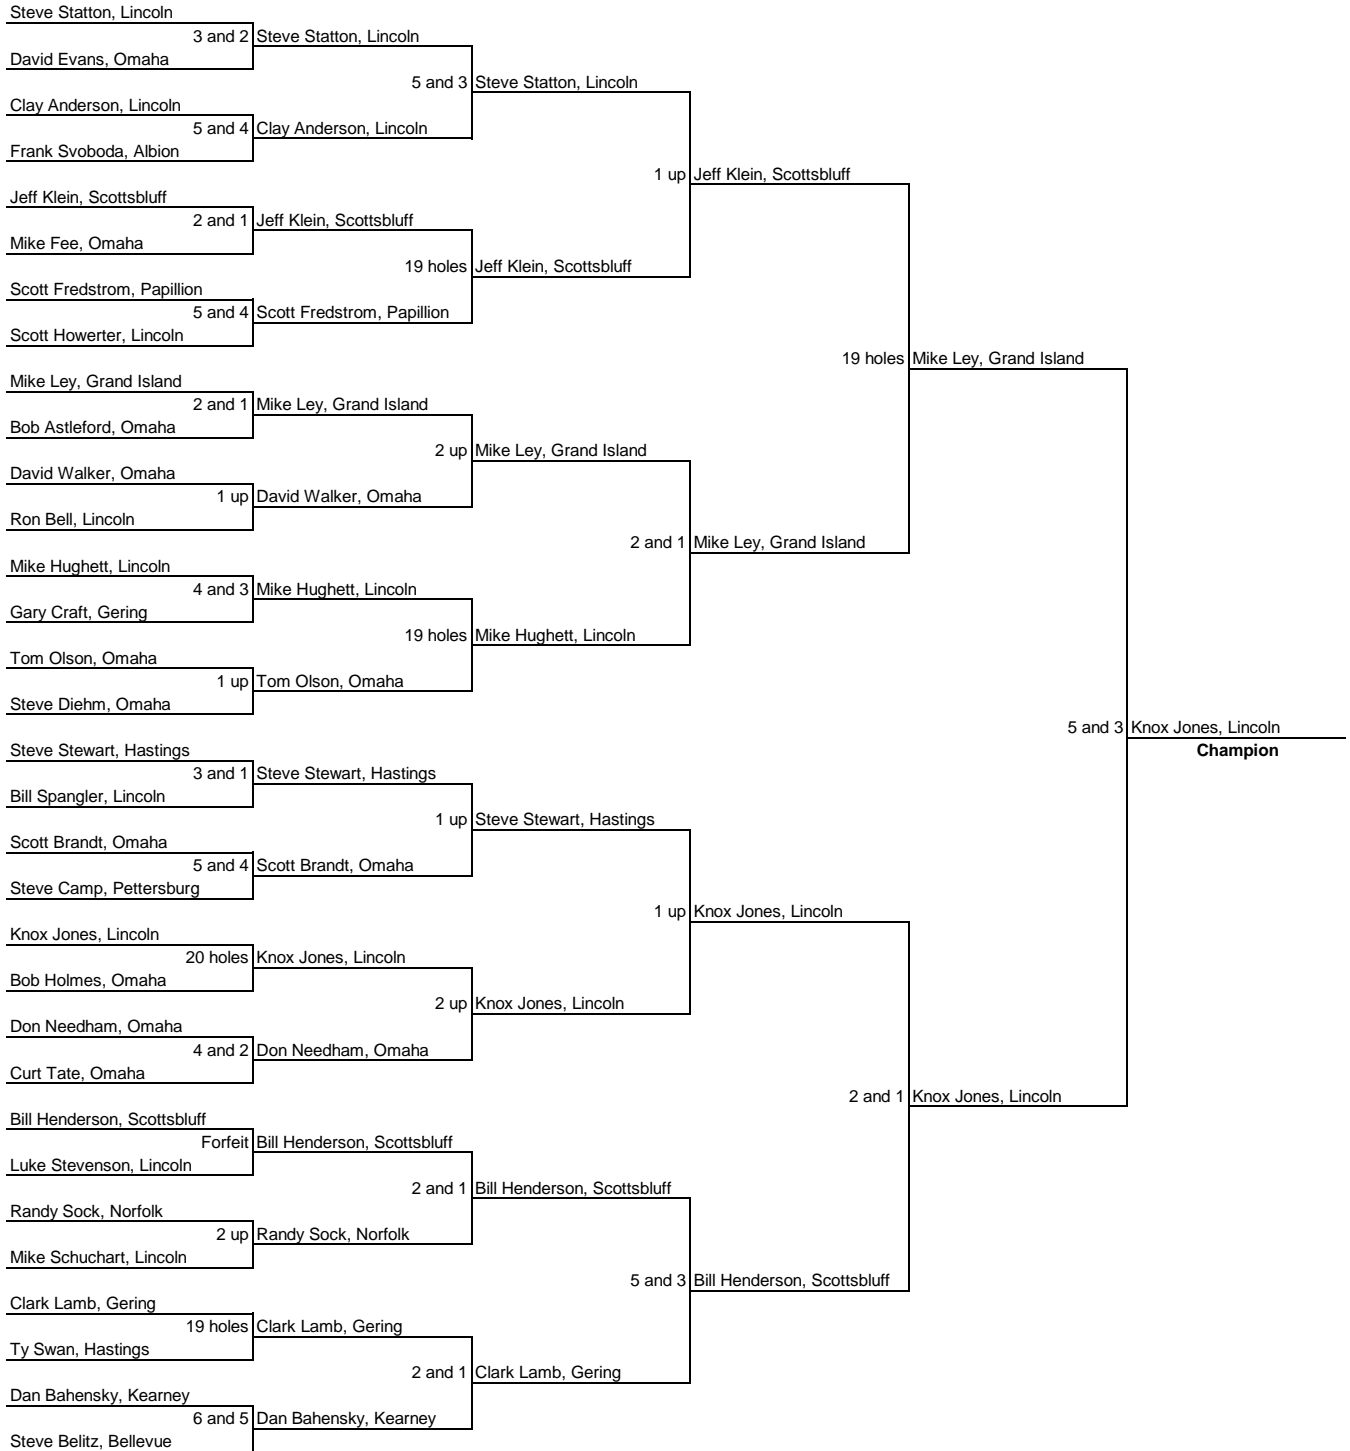 Steve Statton, Lincoln
3 and 2 Steve Statton, Lincoln
David Evans, Omaha
5 and 3 Steve Statton, Lincoln
Clay Anderson, Lincoln
5 and 4 Clay Anderson, Lincoln
Frank Svoboda, Albion
1 up Jeff Klein, Scottsbluff
Jeff Klein, Scottsbluff
2 and 1 Jeff Klein, Scottsbluff
Mike Fee, Omaha
19 holes Jeff Klein, Scottsbluff
Scott Fredstrom, Papillion
5 and 4 Scott Fredstrom, Papillion
Scott Howerter, Lincoln
19 holes Mike Ley, Grand Island
Mike Ley, Grand Island
2 and 1 Mike Ley, Grand Island
Bob Astleford, Omaha
2 up Mike Ley, Grand Island
David Walker, Omaha
1 up David Walker, Omaha
Ron Bell, Lincoln
2 and 1 Mike Ley, Grand Island
Mike Hughett, Lincoln
4 and 3 Mike Hughett, Lincoln
Gary Craft, Gering
19 holes Mike Hughett, Lincoln
Tom Olson, Omaha
1 up Tom Olson, Omaha
Steve Diehm, Omaha
5 and 3 Knox Jones, Lincoln
Steve Stewart, Hastings
Champion
3 and 1 Steve Stewart, Hastings
Bill Spangler, Lincoln
1 up Steve Stewart, Hastings
Scott Brandt, Omaha
5 and 4 Scott Brandt, Omaha
Steve Camp, Pettersburg
1 up Knox Jones, Lincoln
Knox Jones, Lincoln
20 holes Knox Jones, Lincoln
Bob Holmes, Omaha
2 up Knox Jones, Lincoln
Don Needham, Omaha
4 and 2 Don Needham, Omaha
Curt Tate, Omaha
2 and 1 Knox Jones, Lincoln
Bill Henderson, Scottsbluff
Forfeit Bill Henderson, Scottsbluff
Luke Stevenson, Lincoln
2 and 1 Bill Henderson, Scottsbluff
Randy Sock, Norfolk
2 up Randy Sock, Norfolk
Mike Schuchart, Lincoln
5 and 3 Bill Henderson, Scottsbluff
Clark Lamb, Gering
19 holes Clark Lamb, Gering
Ty Swan, Hastings
2 and 1 Clark Lamb, Gering
Dan Bahensky, Kearney
6 and 5 Dan Bahensky, Kearney
Steve Belitz, Bellevue